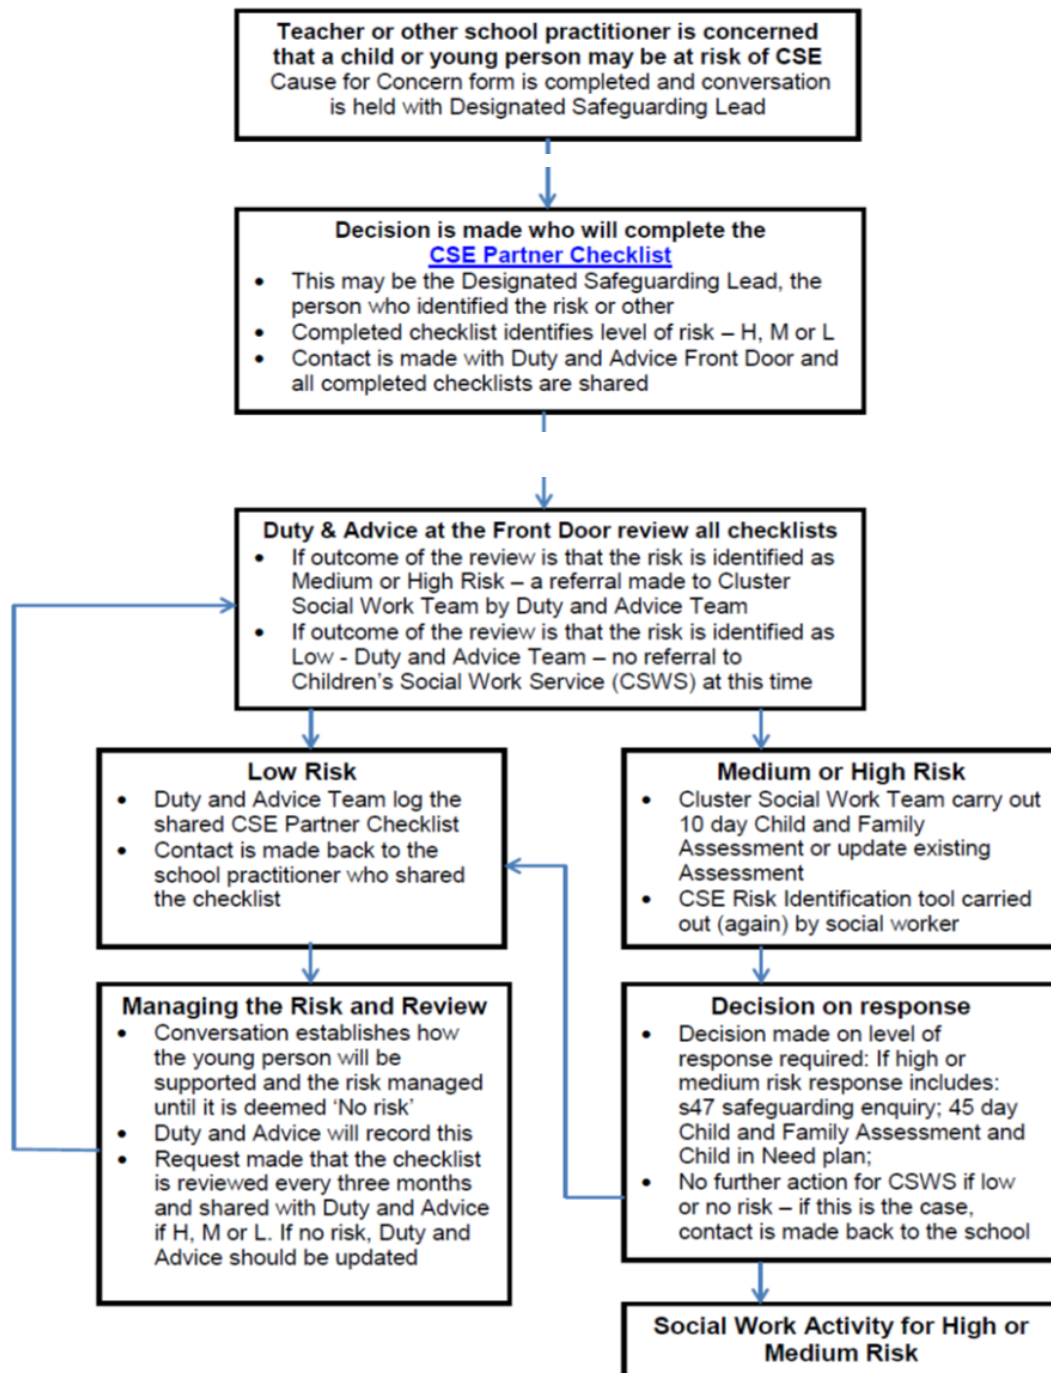 Teacher or other school practitioner is concerned
that a child or young person may be at risk of CSE
Cause for Concern form is completed and conversation
is held with Designated Safeguarding Lead
Decision is made who will complete the
CSE Partner Checklist
• This may be the Designated Safeguarding Lead, the
person who identified the risk or other
• Completed checklist identifies level of risk – H, M or L
• Contact is made with Duty and Advice Front Door and
all completed checklists are shared
Duty & Advice at the Front Door review all checklists
• If outcome of the review is that the risk is identified as
Medium or High Risk – a referral made to Cluster
Social Work Team by Duty and Advice Team
• If outcome of the review is that the risk is identified as
Low - Duty and Advice Team – no referral to
Children's Social Work Service (CSWS) at this time
Low Risk
• Duty and Advice Team log the
shared CSE Partner Checklist
• Contact is made back to the
school practitioner who shared
the checklist
Medium or High Risk
• Cluster Social Work Team carry out
10 day Child and Family
Assessment or update existing
Assessment
• CSE Risk Identification tool carried
out (again) by social worker
Managing the Risk and Review
• Conversation establishes how
the young person will be
supported and the risk managed
until it is deemed 'No risk'
• Duty and Advice will record this
• Request made that the checklist
is reviewed every three months
and shared with Duty and Advice
if H, M or L. If no risk, Duty and
Advice should be updated
Decision on response
• Decision made on level of
response required: If high or
medium risk response includes:
s47 safeguarding enquiry; 45 day
Child and Family Assessment and
Child in Need plan;
• No further action for CSWS if low
or no risk – if this is the case,
contact is made back to the school
Social Work Activity for High or
Medium Risk